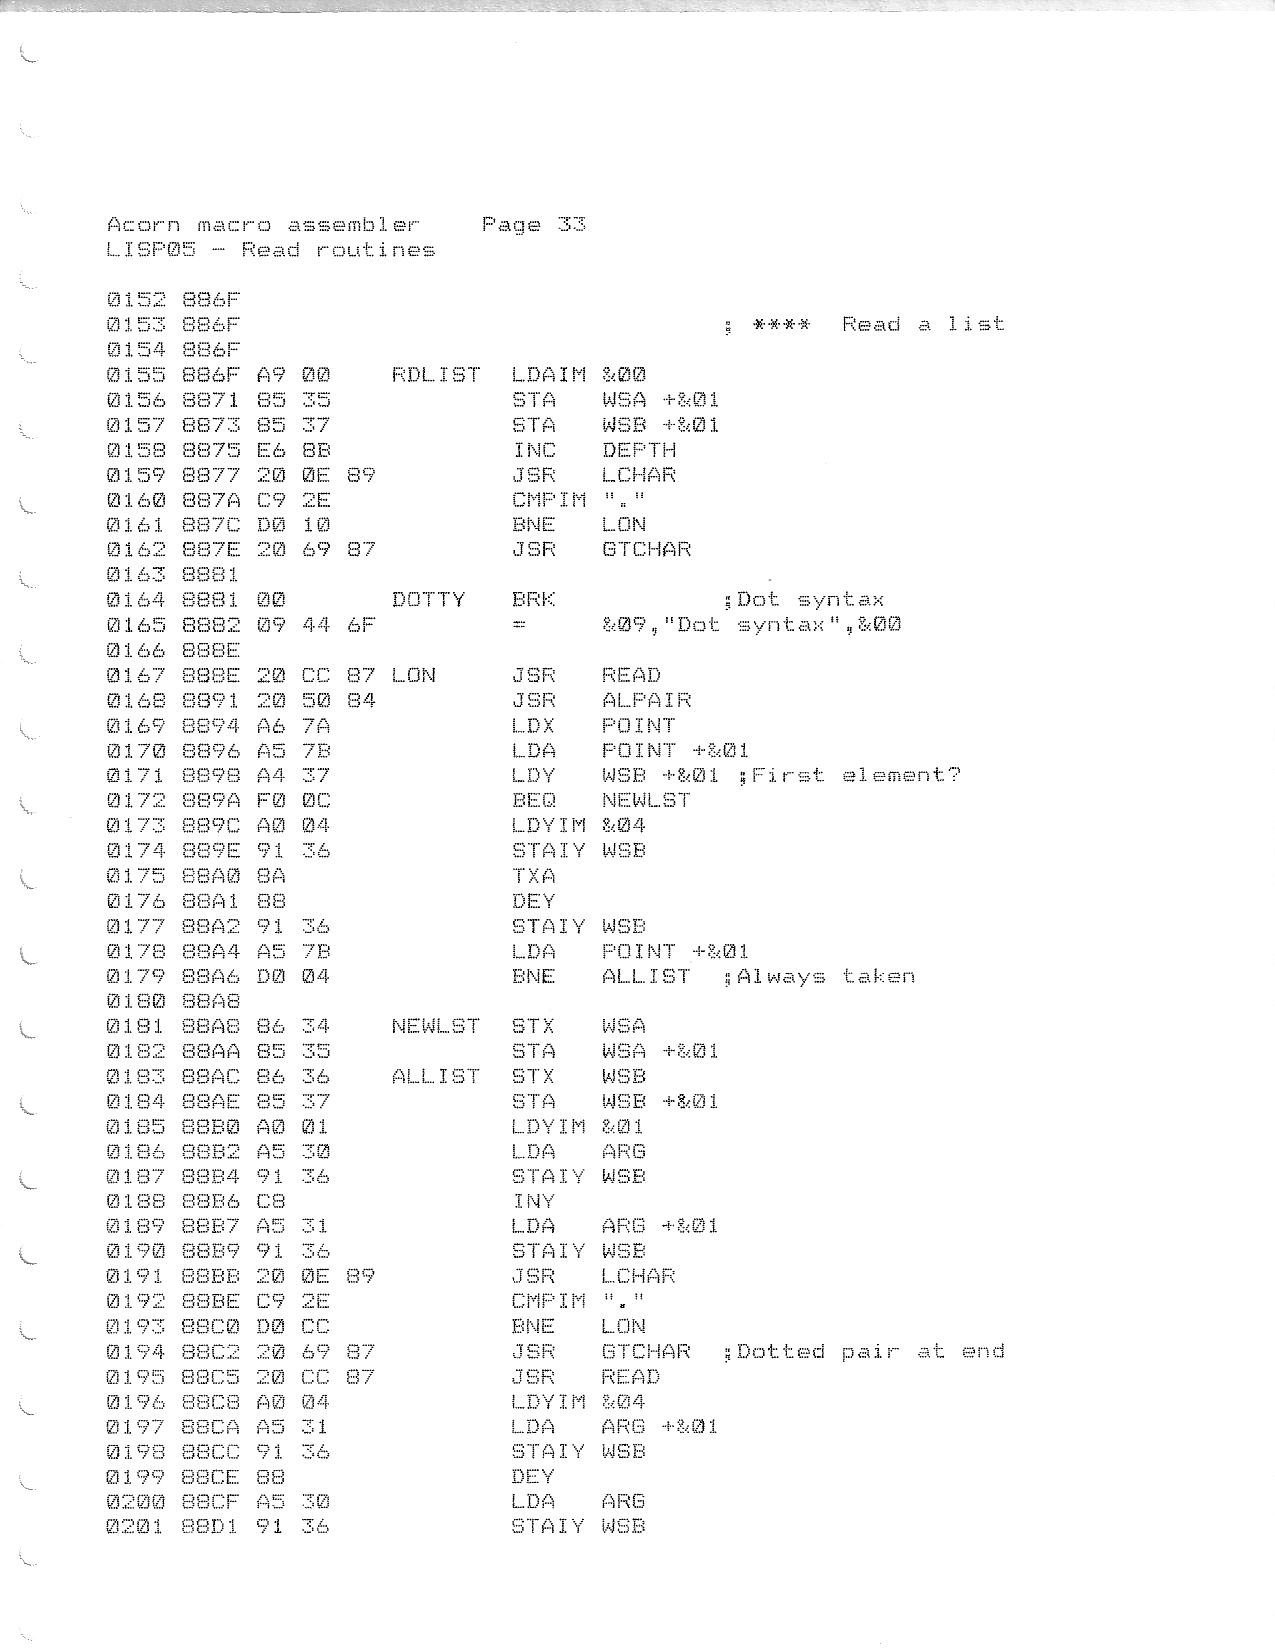 Acorn macro assembler    Page 33
LISP05 - Read routines
0152 886F
0153 886F                                ; ****  Read a list
0154 886F
0155 886F A9 00    RDLIST  LDAIM &00
0156 8871 85 35            STA   WSA +&01
0157 8873 85 37            STA   WSB +&01
0158 8875 E6 8B            INC   DEPTH
0159 8877 20 0E 89         JSR   LCHAR
0160 887A C9 2E            CMPIM "."
0161 887C D0 10            BNE   LON
0162 887E 20 69 87         JSR   GTCHAR
0163 8881
0164 8881 00       DOTTY   BRK           ;Dot syntax
0165 8882 09 44 6F         =     &09,"Dot syntax",&00
0166 888E
0167 888E 20 CC 87 LON     JSR   READ
0168 8891 20 50 84         JSR   ALPAIR
0169 8894 A6 7A            LDX   POINT
0170 8896 A5 7B            LDA   POINT +&01
0171 8898 A4 37            LDY   WSB +&01 ;First element?
0172 889A F0 0C            BEQ   NEWLST
0173 889C A0 04            LDYIM &04
0174 889E 91 36            STAIY WSB
0175 88A0 8A               TXA
0176 88A1 88               DEY
0177 88A2 91 36            STAIY WSB
0178 88A4 A5 7B            LDA   POINT +&01
0179 88A6 D0 04            BNE   ALLIST  ;Always taken
0180 88A8
0181 88A8 86 34    NEWLST  STX   WSA
0182 88AA 85 35            STA   WSA +&01
0183 88AC 86 36    ALLIST  STX   WSB
0184 88AE 85 37            STA   WSB +&01
0185 88B0 A0 01            LDYIM &01
0186 88B2 A5 30            LDA   ARG
0187 88B4 91 36            STAIY WSB
0188 88B6 C8               INY
0189 88B7 A5 31            LDA   ARG +&01
0190 88B9 91 36            STAIY WSB
0191 88BB 20 0E 89         JSR   LCHAR
0192 88BE C9 2E            CMPIM "."
0193 88C0 D0 CC            BNE   LON
0194 88C2 20 69 87         JSR   GTCHAR  ;Dotted pair at end
0195 88C5 20 CC 87         JSR   READ
0196 88C8 A0 04            LDYIM &04
0197 88CA A5 31            LDA   ARG +&01
0198 88CC 91 36            STAIY WSB
0199 88CE 88               DEY
0200 88CF A5 30            LDA   ARG
0201 88D1 91 36            STAIY WSB